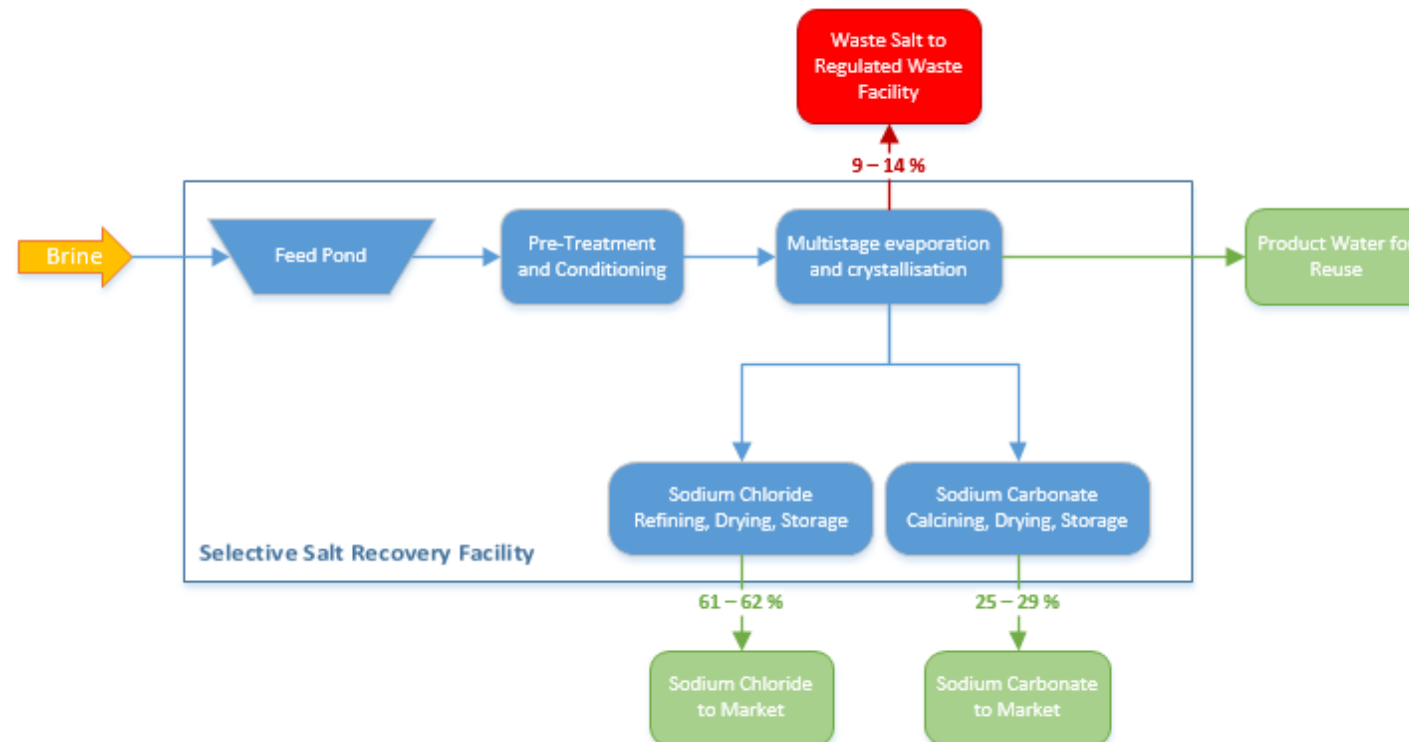 Waste Salt to
Regulated Waste
Facility
9 – 14 %
Brine
Feed Pond
Pre-Treatment
and Conditioning
Multistage evaporation
and crystallisation
Product Water for
Reuse
Sodium Chloride
Refining, Drying, Storage
Sodium Carbonate
Calcining, Drying, Storage
Selective Salt Recovery Facility
61 – 62 %
25 – 29 %
Sodium Chloride
to Market
Sodium Carbonate
to Market